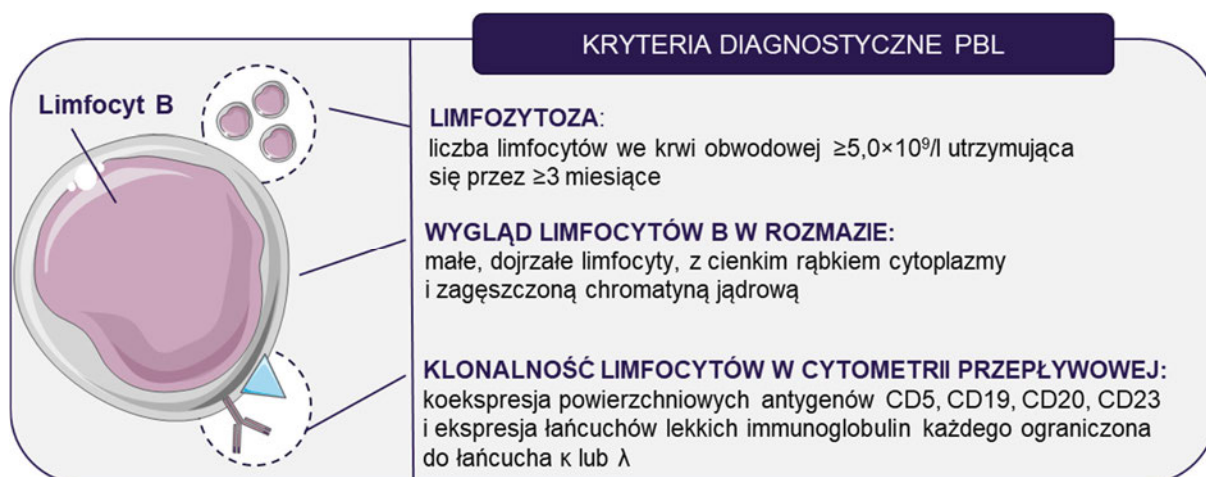 KRYTERIA DIAGNOSTYCZNE PBL
Limfocyt B
LIMFOZYTOZA:
liczba limfocytów we krwi obwodowej ≥5,0×10⁹/l utrzymująca
się przez ≥3 miesiące
WYGLĄD LIMFOCYTÓW B W ROZMAZIE:
małe, dojrzałe limfocyty, z cienkim rąbkiem cytoplazmy
i zagęszczoną chromatyną jądrową
KLONALNOŚĆ LIMFOCYTÓW W CYTOMETRII PRZEPŁYWOWEJ:
koekspresja powierzchniowych antygenów CD5, CD19, CD20, CD23
i ekspresja łańcuchów lekkich immunoglobulin każdego ograniczona
do łańcucha κ lub λ